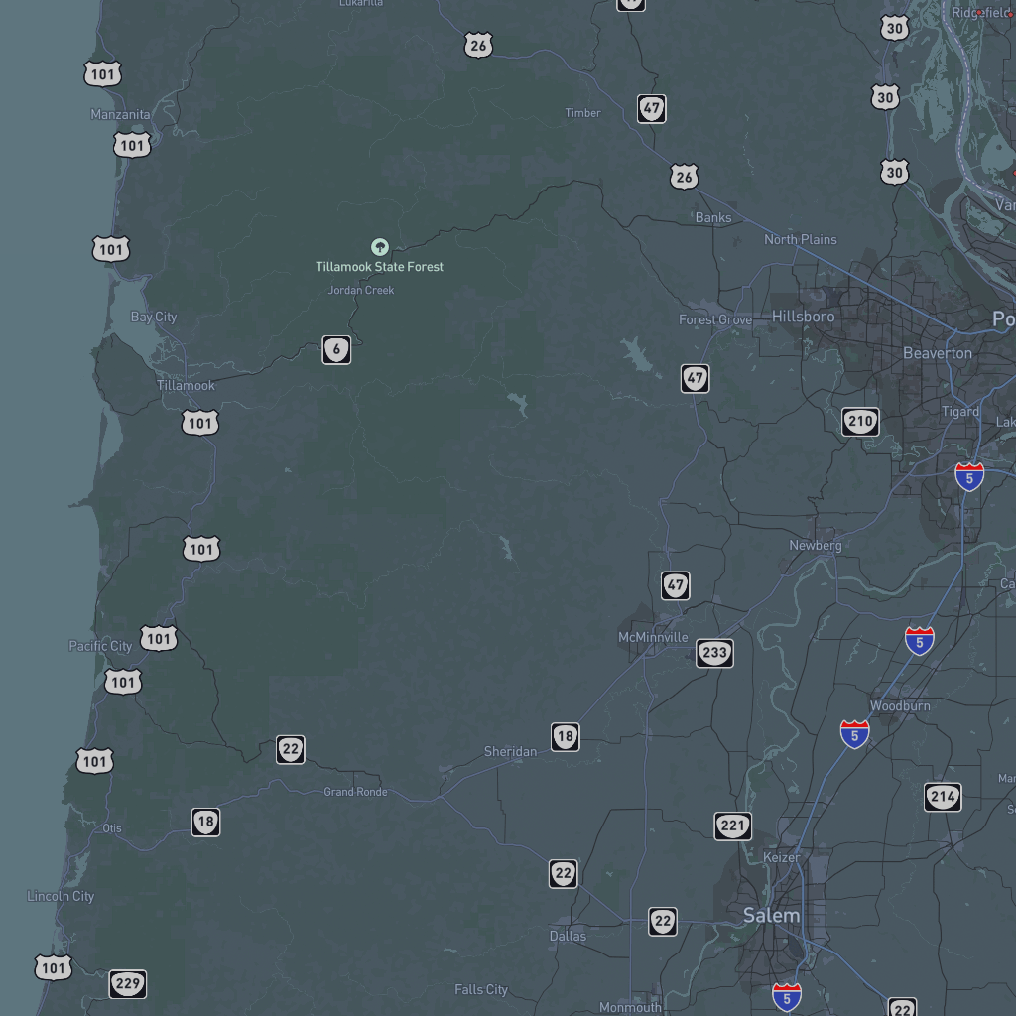 Ridgefield
30
26
101
30
47
Timber
Manzanita
101
30
26
Banks
North Plains
101
Tillamook State Forest
Jordan Creek
Bay City
Forest Grove
Hillsboro
6
Beaverton
Tillamook
47
Tigard
101
210
5
Newberg
101
47
McMinnville
101
5
Pacific City
233
101
Woodburn
5
18
22
Sheridan
101
Grand Ronde
214
18
221
Otis
Keizer
22
Lincoln City
Salem
22
Dallas
101
229
Falls City
5
Monmouth
22